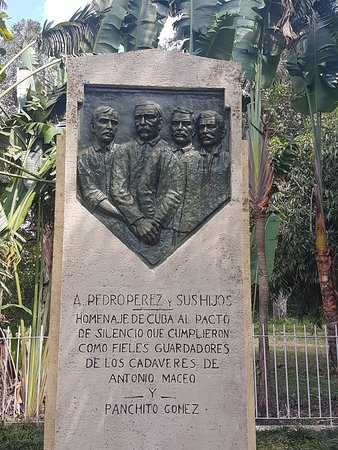 A. PEDRO PEREZ Y SUS HIJOS
HOMENAJE DE CUBA AL PACTO
DE SILENCIO QUE CUMPLIERON
COMO FIELES GUARDADORES
DE LOS CADAVERES DE
ANTONIO MACEO
Y
PANCHITO GOMEZ